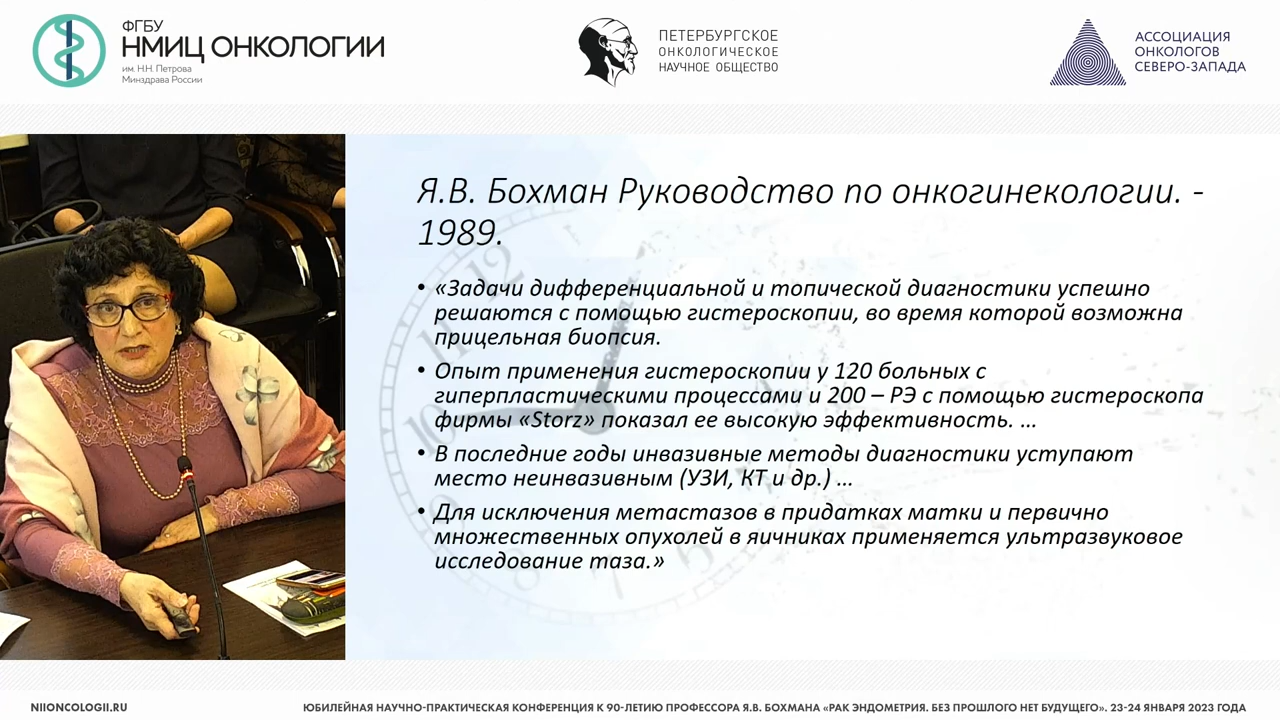 ФГБУ
НМИЦ ОНКОЛОГИИ
им. Н.Н. Петрова
Минздрава России
ПЕТЕРБУРГСКОЕ
ОНКОЛОГИЧЕСКОЕ
НАУЧНОЕ ОБЩЕСТВО
АССОЦИАЦИЯ
ОНКОЛОГОВ
СЕВЕРО-ЗАПАДА
Я.В. Бохман Руководство по онкогинекологии. -
1989.
• «Задачи дифференциальной и топической диагностики успешно
решаются с помощью гистероскопии, во время которой возможна
прицельная биопсия.
• Опыт применения гистероскопии у 120 больных с
гиперпластическими процессами и 200 – РЭ с помощью гистероскопа
фирмы «Storz» показал ее высокую эффективность. ...
• В последние годы инвазивные методы диагностики уступают
место неинвазивным (УЗИ, КТ и др.) ...
• Для исключения метастазов в придатках матки и первично
множественных опухолей в яичниках применяется ультразвуковое
исследование таза.»
NIIONCOLOGII.RU
ЮБИЛЕЙНАЯ НАУЧНО-ПРАКТИЧЕСКАЯ КОНФЕРЕНЦИЯ К 90-ЛЕТИЮ ПРОФЕССОРА Я.В. БОХМАНА «РАК ЭНДОМЕТРИЯ. БЕЗ ПРОШЛОГО НЕТ БУДУЩЕГО». 23-24 ЯНВАРЯ 2023 ГОДА